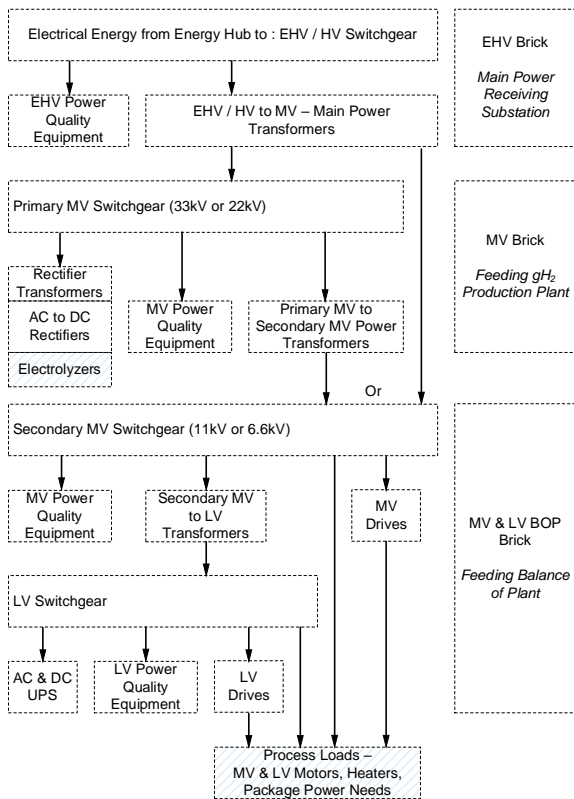 Electrical Energy from Energy Hub to : EHV / HV Switchgear
EHV Power
Quality
Equipment
EHV / HV to MV – Main Power
Transformers
EHV Brick
Main Power
Receiving
Substation
Primary MV Switchgear (33kV or 22kV)
Rectifier
Transformers
AC to DC
Rectifiers
Electrolyzers
MV Power
Quality
Equipment
Primary MV to
Secondary MV Power
Transformers
MV Brick
Feeding gH₂
Production Plant
Or
Secondary MV Switchgear (11kV or 6.6kV)
MV Power
Quality
Equipment
Secondary MV
to LV
Transformers
MV
Drives
MV & LV BOP
Brick
Feeding Balance
of Plant
LV Switchgear
AC & DC
UPS
LV Power
Quality
Equipment
LV
Drives
Process Loads –
MV & LV Motors, Heaters,
Package Power Needs